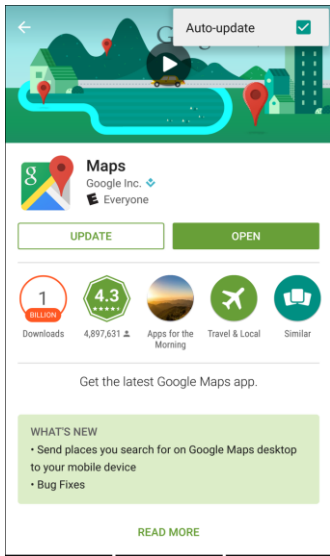 G
Auto-update
g
Maps
Google Inc.
E Everyone
UPDATE
OPEN
1
BILLION
4.3
Downloads
4,897,631
Apps for the
Morning
Travel & Local
Similar
Get the latest Google Maps app.
WHAT'S NEW
• Send places you search for on Google Maps desktop
to your mobile device
• Bug Fixes
READ MORE